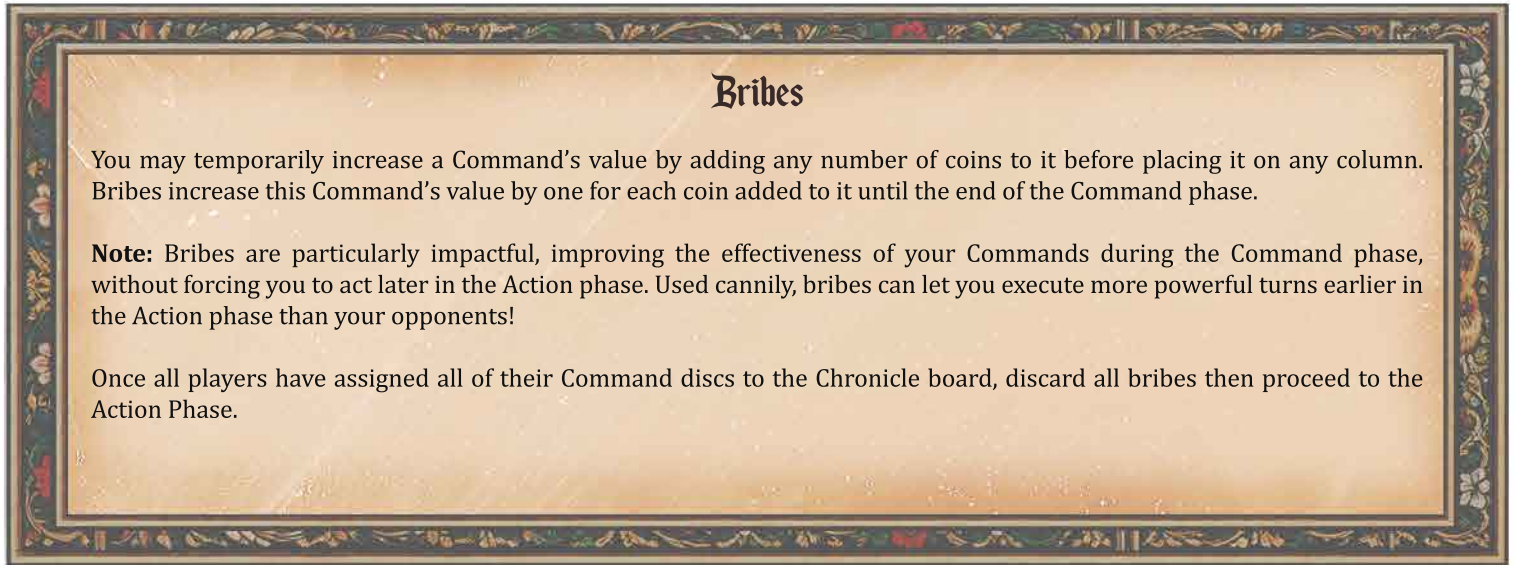 Bribes
You may temporarily increase a Command’s value by adding any number of coins to it before placing it on any column.
Bribes increase this Command’s value by one for each coin added to it until the end of the Command phase.
Note: Bribes are particularly impactful, improving the effectiveness of your Commands during the Command phase,
without forcing you to act later in the Action phase. Used cannily, bribes can let you execute more powerful turns earlier in
the Action phase than your opponents!
Once all players have assigned all of their Command discs to the Chronicle board, discard all bribes then proceed to the
Action Phase.